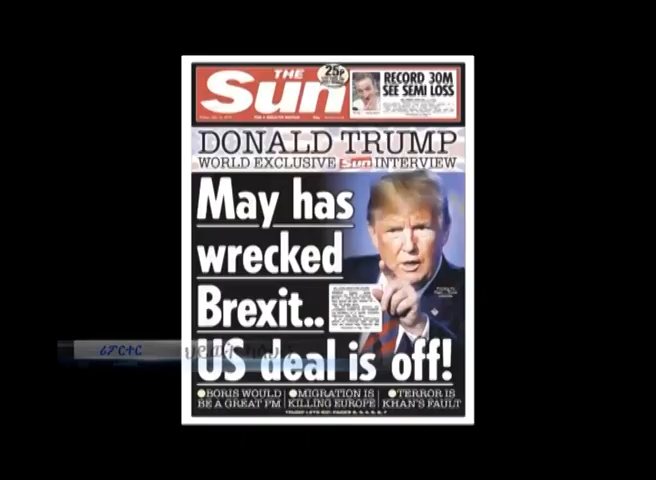 THE
Sun
25p
RECORD 30M
SEE SEMI LOSS
DONALD TRUMP
WORLD EXCLUSIVE Sun INTERVIEW
May has
wrecked
Brexit..
US deal is off!
ሪፖርተር
BORIS WOULD
BE A GREAT PM
MIGRATION IS
KILLING EUROPE
TERROR IS
KHAN'S FAULT